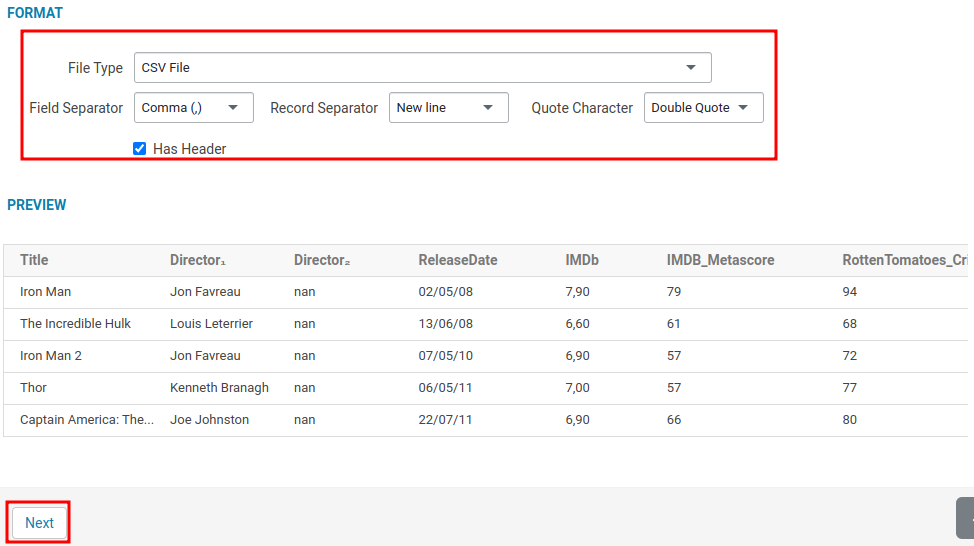 FORMAT
File Type CSV File
Field Separator Comma (,) Record Separator New line Quote Character Double Quote
Has Header
PREVIEW
Title Director₁ Director₂ ReleaseDate IMDb IMDB_Metascore RottenTomatoes_Cri
Iron Man Jon Favreau nan 02/05/08 7,90 79 94
The Incredible Hulk Louis Leterrier nan 13/06/08 6,60 61 68
Iron Man 2 Jon Favreau nan 07/05/10 6,90 57 72
Thor Kenneth Branagh nan 06/05/11 7,00 57 77
Captain America: The... Joe Johnston nan 22/07/11 6,90 66 80
Next